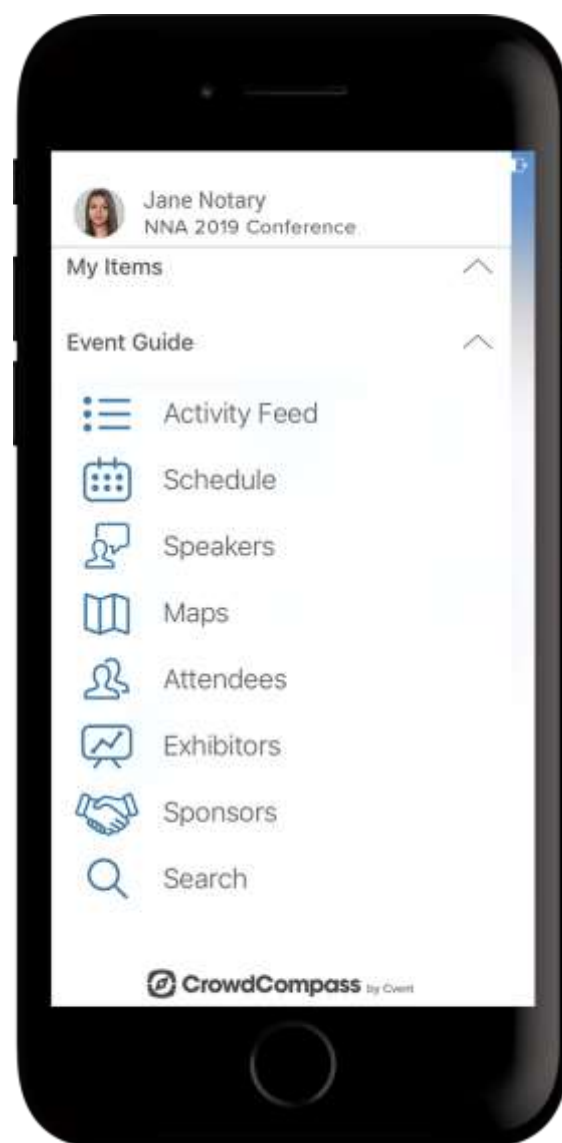 Jane Notary
NNA 2019 Conference
My Items
Event Guide
Activity Feed
Schedule
Speakers
Maps
Attendees
Exhibitors
Sponsors
Search
CrowdCompass by Cvent